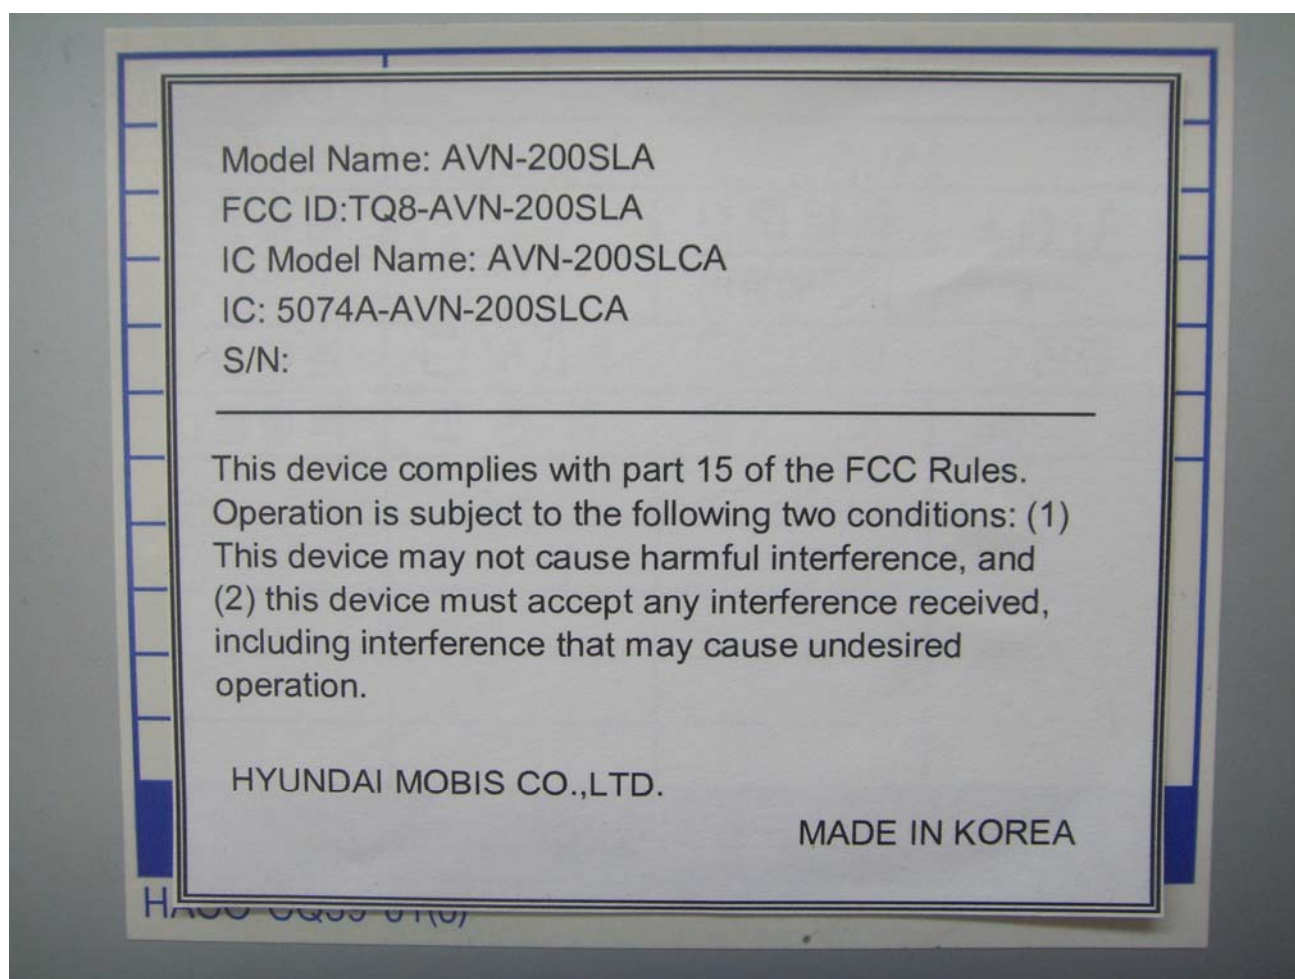 Model Name: AVN-200SLA
FCC ID:TQ8-AVN-200SLA
IC Model Name: AVN-200SLCA
IC: 5074A-AVN-200SLCA
S/N:
This device complies with part 15 of the FCC Rules.
Operation is subject to the following two conditions: (1)
This device may not cause harmful interference, and
(2) this device must accept any interference received,
including interference that may cause undesired
operation.
HYUNDAI MOBIS CO.,LTD.
MADE IN KOREA